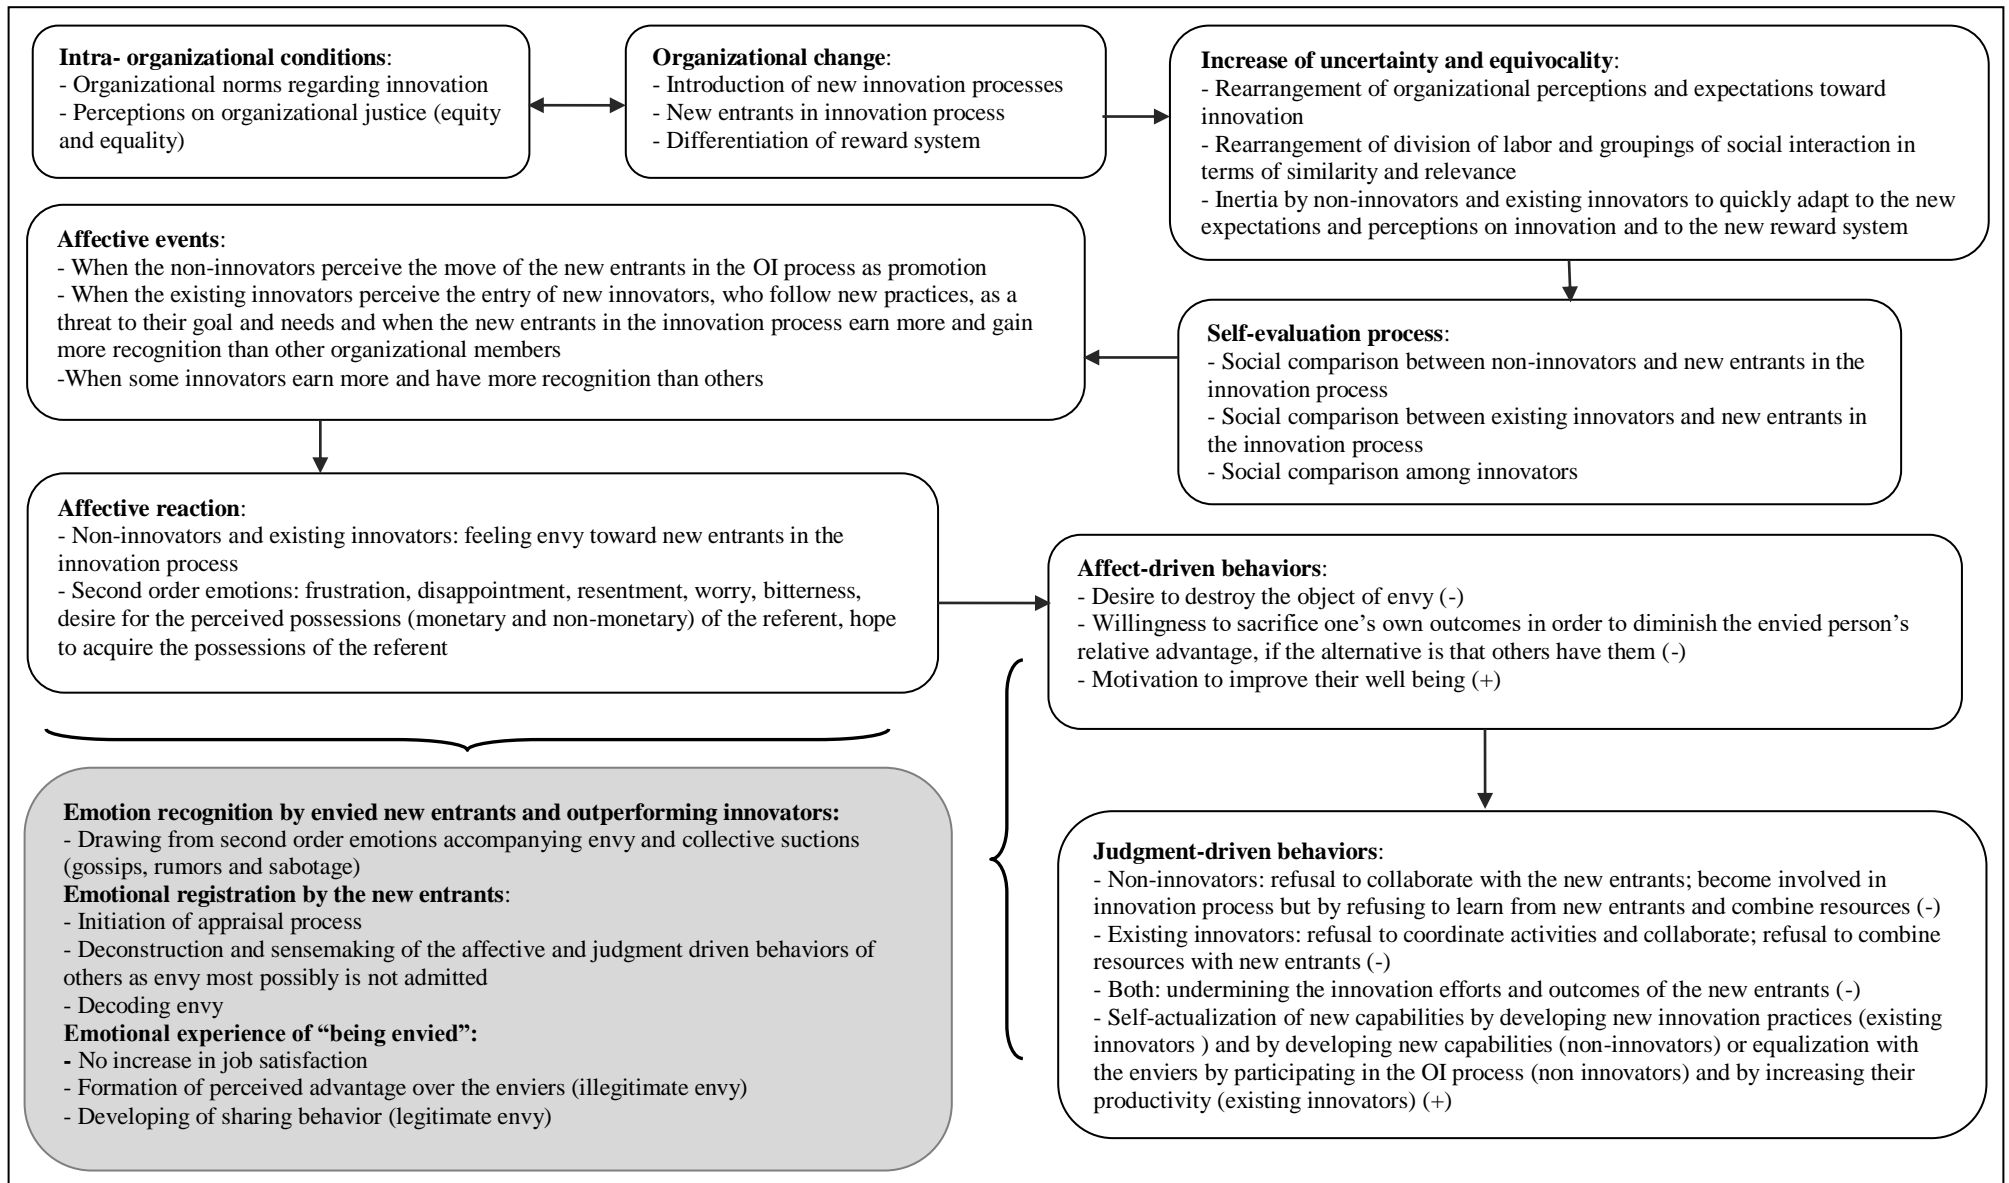 Intra- organizational conditions:
- Organizational norms regarding innovation
- Perceptions on organizational justice (equity
and equality)
Organizational change:
- Introduction of new innovation processes
- New entrants in innovation process
- Differentiation of reward system
Increase of uncertainty and equivocality:
- Rearrangement of organizational perceptions and expectations toward
innovation
- Rearrangement of division of labor and groupings of social interaction in
terms of similarity and relevance
- Inertia by non-innovators and existing innovators to quickly adapt to the new
expectations and perceptions on innovation and to the new reward system
Affective events:
- When the non-innovators perceive the move of the new entrants in the OI process as promotion
- When the existing innovators perceive the entry of new innovators, who follow new practices, as a
threat to their goal and needs and when the new entrants in the innovation process earn more and gain
more recognition than other organizational members
-When some innovators earn more and have more recognition than others
Self-evaluation process:
- Social comparison between non-innovators and new entrants in the
innovation process
- Social comparison between existing innovators and new entrants in
the innovation process
- Social comparison among innovators
Affective reaction:
- Non-innovators and existing innovators: feeling envy toward new entrants in the
innovation process
- Second order emotions: frustration, disappointment, resentment, worry, bitterness,
desire for the perceived possessions (monetary and non-monetary) of the referent, hope
to acquire the possessions of the referent
Affect-driven behaviors:
- Desire to destroy the object of envy (-)
- Willingness to sacrifice one’s own outcomes in order to diminish the envied person’s
relative advantage, if the alternative is that others have them (-)
- Motivation to improve their well being (+)
Emotion recognition by envied new entrants and outperforming innovators:
- Drawing from second order emotions accompanying envy and collective suctions
(gossips, rumors and sabotage)
Emotional registration by the new entrants:
- Initiation of appraisal process
- Deconstruction and sensemaking of the affective and judgment driven behaviors of
others as envy most possibly is not admitted
- Decoding envy
Emotional experience of “being envied”:
- No increase in job satisfaction
- Formation of perceived advantage over the enviers (illegitimate envy)
- Developing of sharing behavior (legitimate envy)
Judgment-driven behaviors:
- Non-innovators: refusal to collaborate with the new entrants; become involved in
innovation process but by refusing to learn from new entrants and combine resources (-)
- Existing innovators: refusal to coordinate activities and collaborate; refusal to combine
resources with new entrants (-)
- Both: undermining the innovation efforts and outcomes of the new entrants (-)
- Self-actualization of new capabilities by developing new innovation practices (existing
innovators ) and by developing new capabilities (non-innovators) or equalization with
the enviers by participating in the OI process (non innovators) and by increasing their
productivity (existing innovators) (+)